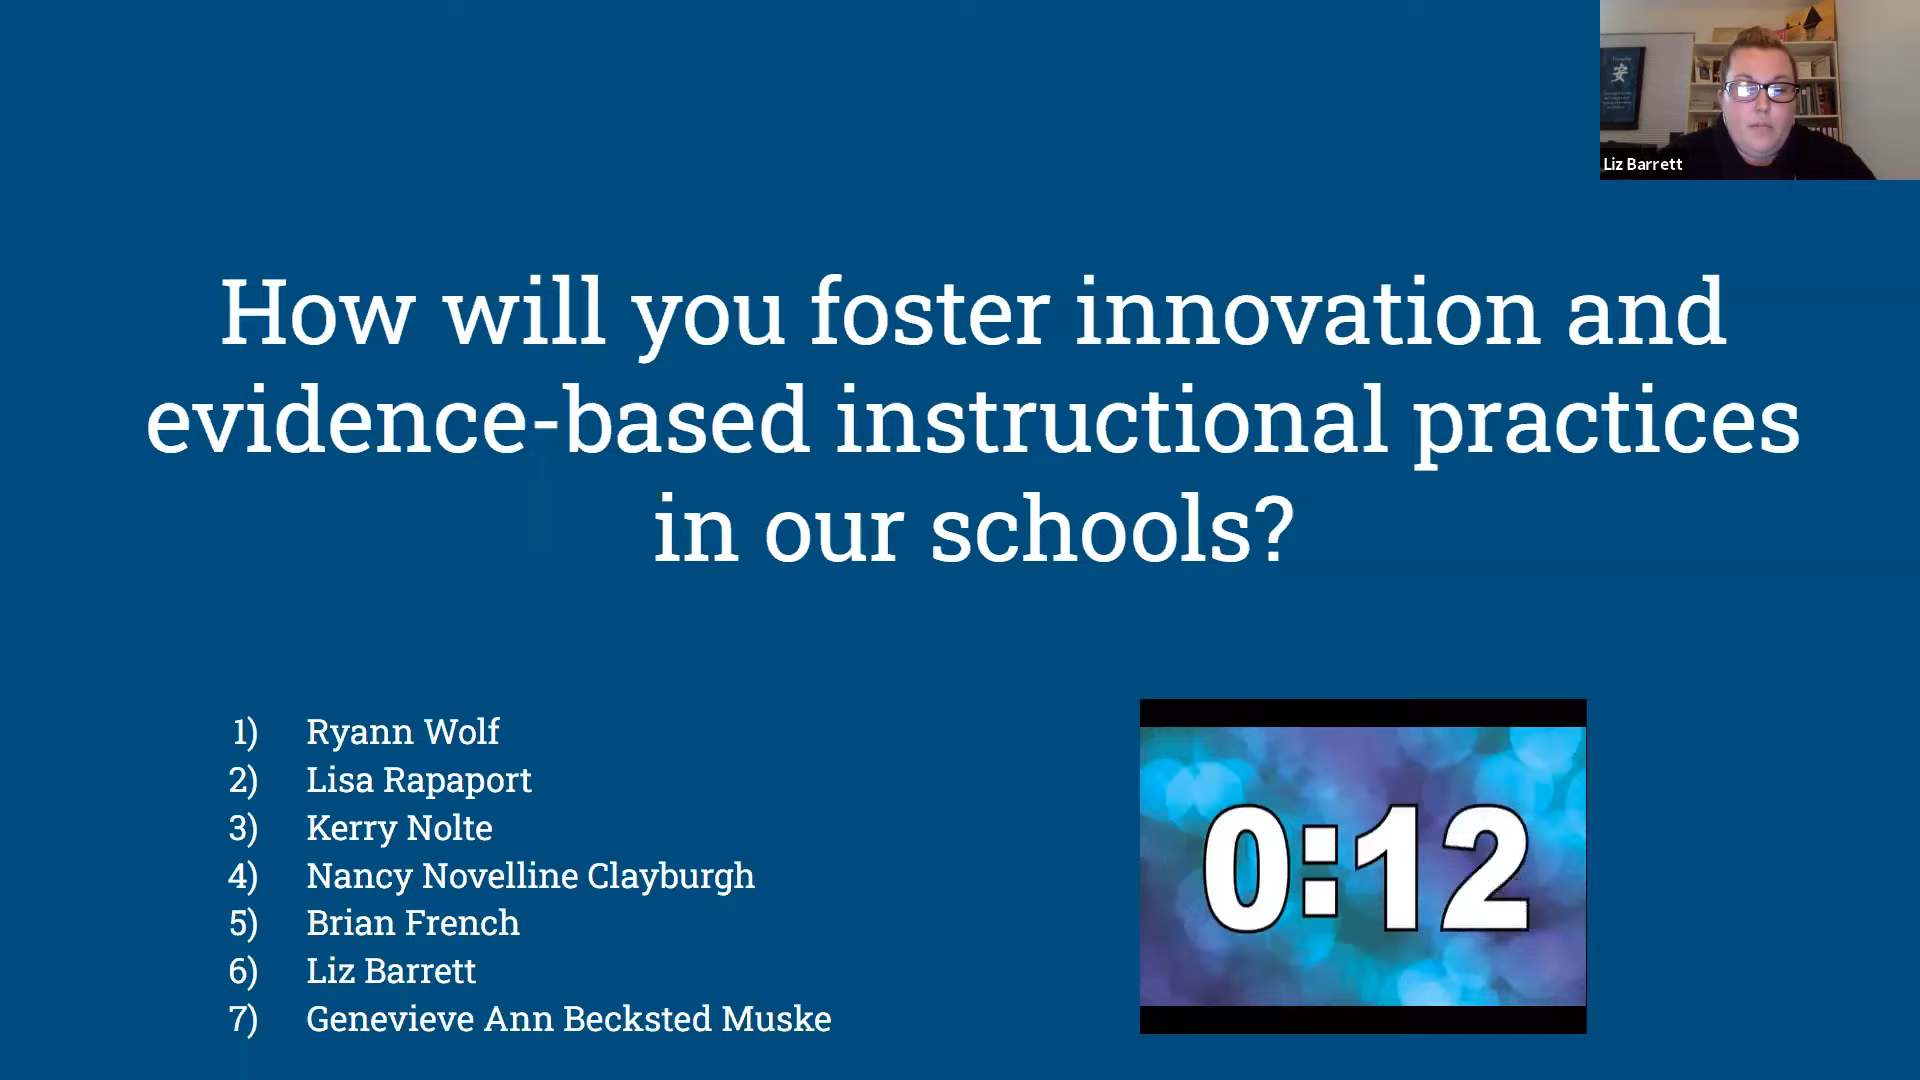 Liz Barrett
How will you foster innovation and
evidence-based instructional practices
in our schools?
1) Ryann Wolf
2) Lisa Rapaport
3) Kerry Nolte
4) Nancy Novelline Clayburgh
5) Brian French
6) Liz Barrett
7) Genevieve Ann Becksted Muske
0:12
安